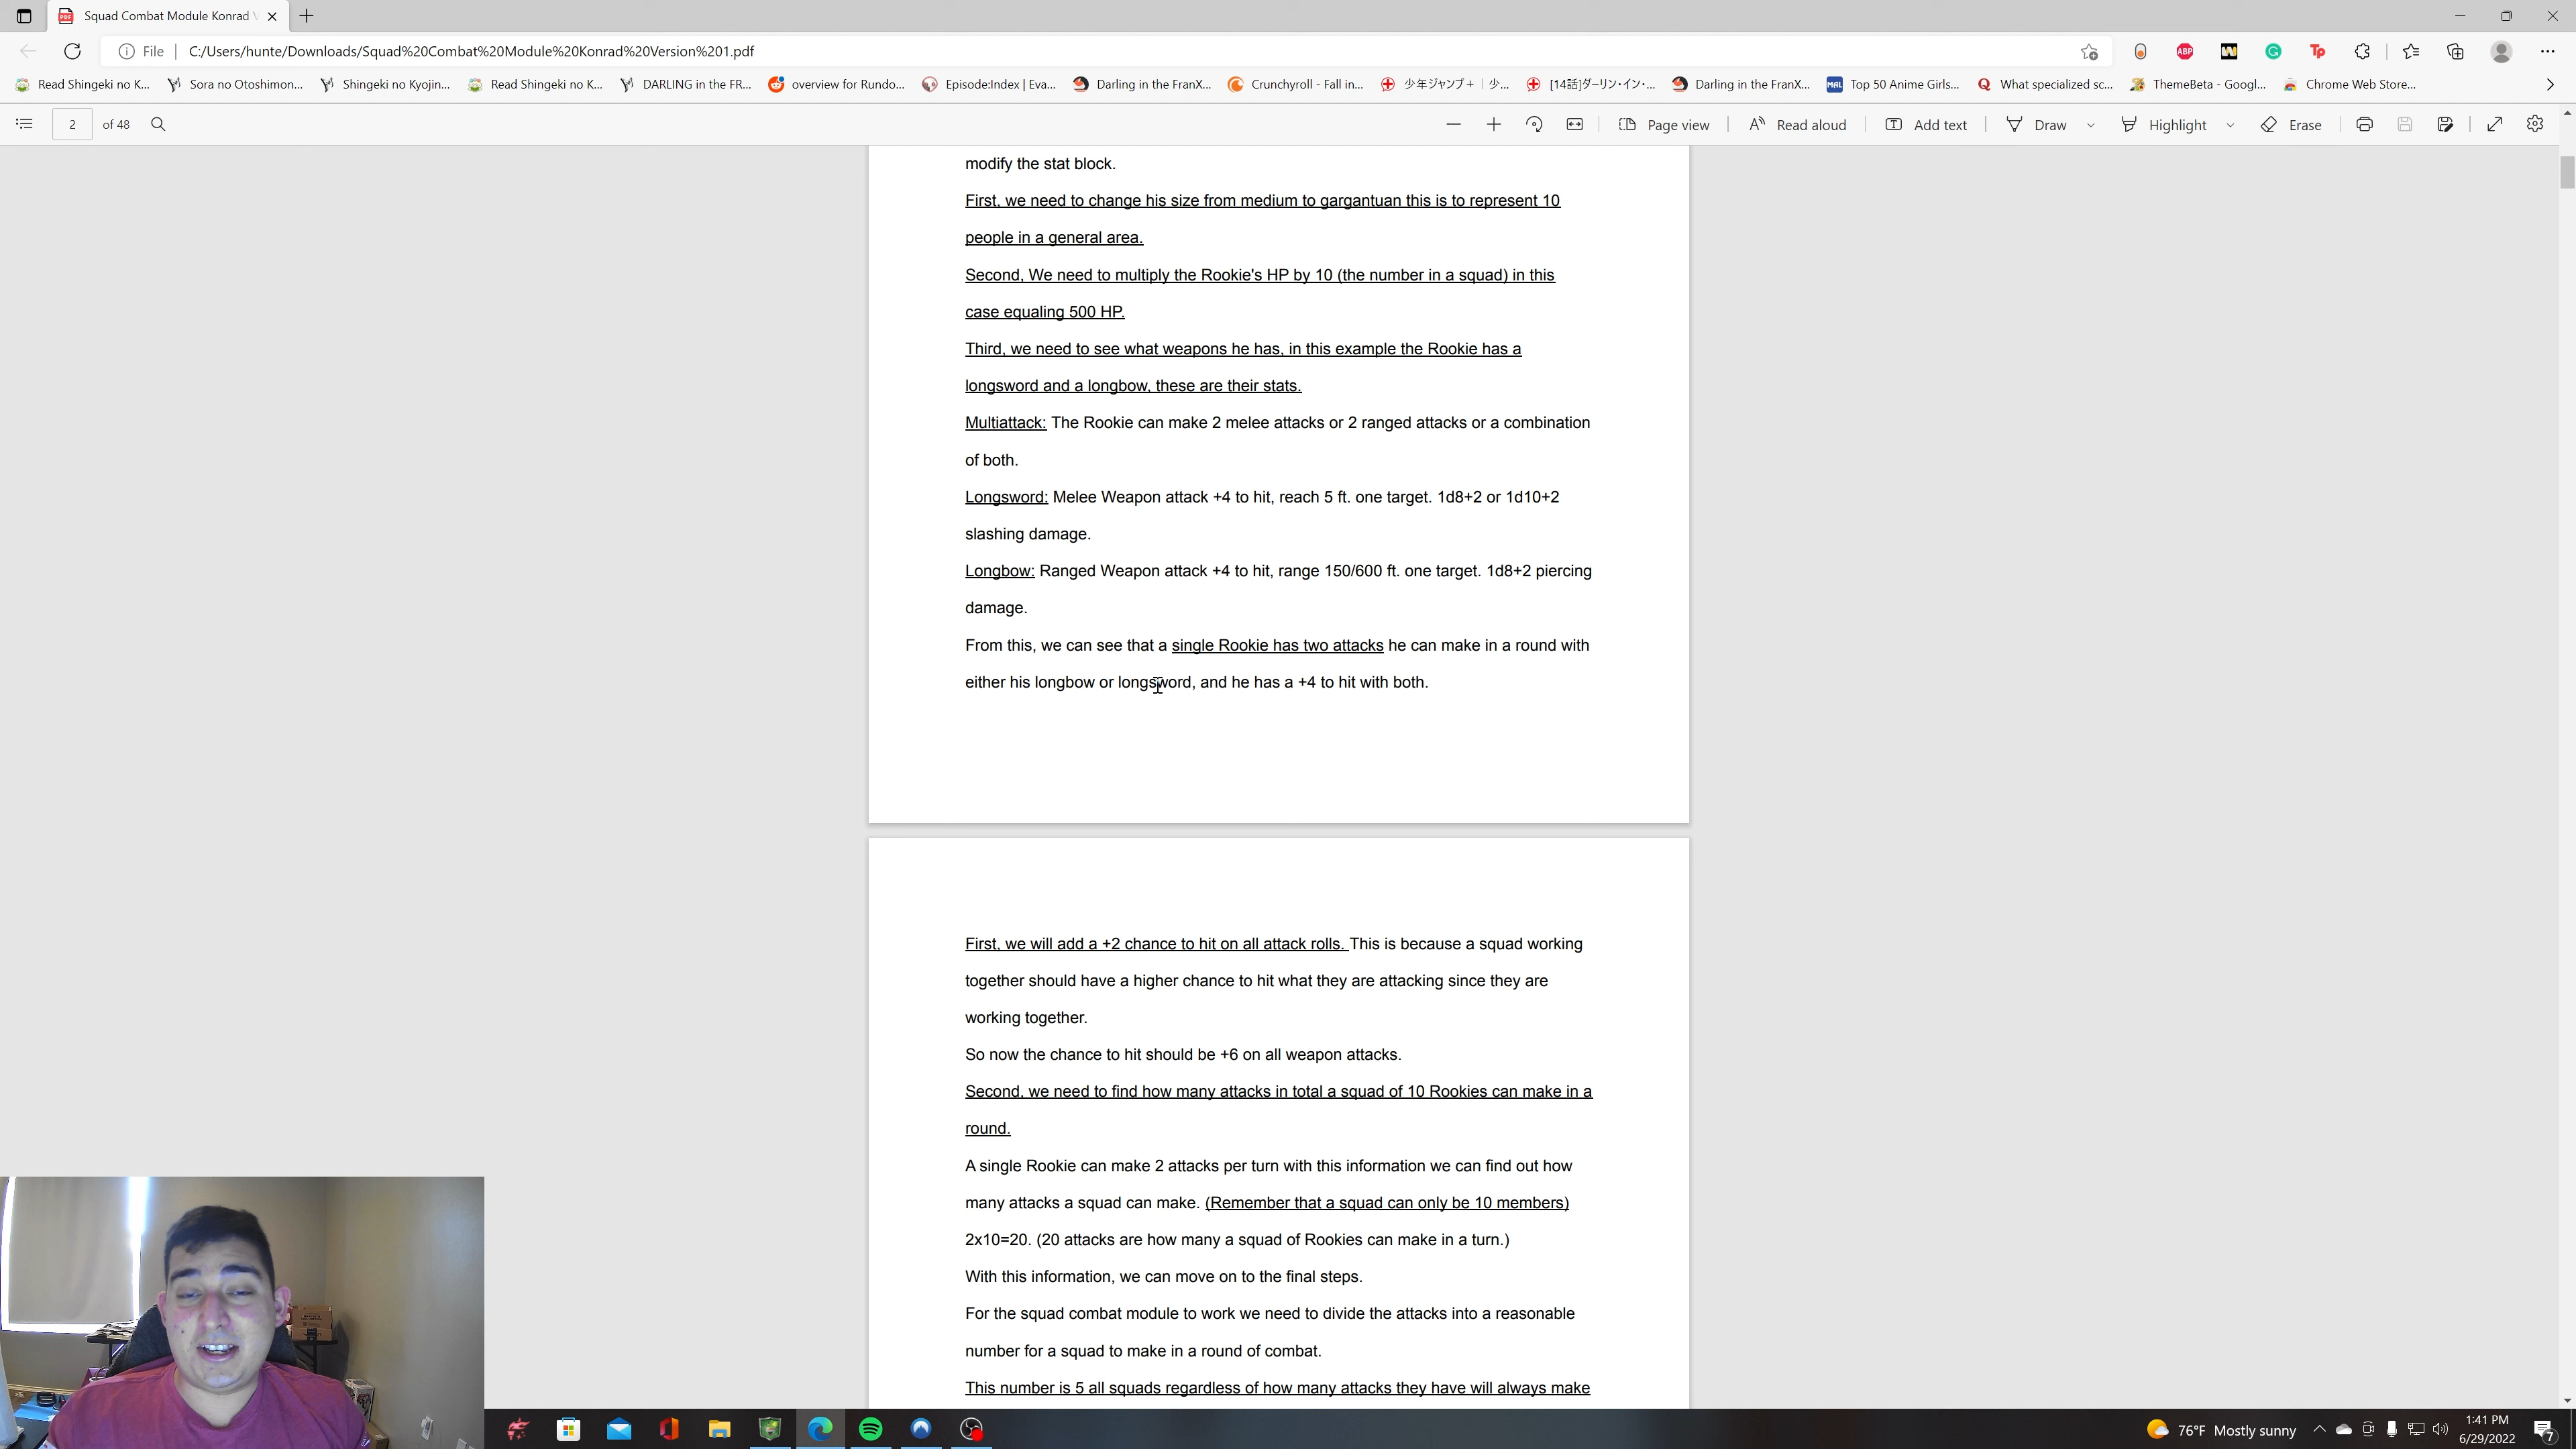 Squad Combat Module Konrad V
File
C:/Users/hunte/Downloads/Squad%20Combat%20Module%20Konrad%20Version%201.pdf
ABP
Tp
Read Shingeki no K...
Sora no Otoshimon...
Shingeki no Kyojin...
Read Shingeki no K...
DARLING in the FR...
overview for Rundo...
Episode:Index | Eva...
Darling in the FranX...
Crunchyroll - Fall in...
少年ジャンプ＋ | 少...
[14話]ダーリン・イン・...
Darling in the FranX...
MAL Top 50 Anime Girls...
What specialized sc...
ThemeBeta - Googl...
Chrome Web Store...
2 of 48
Page view
Read aloud
Add text
Draw
Highlight
Erase
modify the stat block.
First, we need to change his size from medium to gargantuan this is to represent 10
people in a general area.
Second, We need to multiply the Rookie's HP by 10 (the number in a squad) in this
case equaling 500 HP.
Third, we need to see what weapons he has, in this example the Rookie has a
longsword and a longbow, these are their stats.
Multiattack: The Rookie can make 2 melee attacks or 2 ranged attacks or a combination
of both.
Longsword: Melee Weapon attack +4 to hit, reach 5 ft. one target. 1d8+2 or 1d10+2
slashing damage.
Longbow: Ranged Weapon attack +4 to hit, range 150/600 ft. one target. 1d8+2 piercing
damage.
From this, we can see that a single Rookie has two attacks he can make in a round with
either his longbow or longsword, and he has a +4 to hit with both.
First, we will add a +2 chance to hit on all attack rolls. This is because a squad working
together should have a higher chance to hit what they are attacking since they are
working together.
So now the chance to hit should be +6 on all weapon attacks.
Second, we need to find how many attacks in total a squad of 10 Rookies can make in a
round.
A single Rookie can make 2 attacks per turn with this information we can find out how
many attacks a squad can make. (Remember that a squad can only be 10 members)
2x10=20. (20 attacks are how many a squad of Rookies can make in a turn.)
With this information, we can move on to the final steps.
For the squad combat module to work we need to divide the attacks into a reasonable
number for a squad to make in a round of combat.
This number is 5 all squads regardless of how many attacks they have will always make
76°F Mostly sunny
1:41 PM
6/29/2022
7